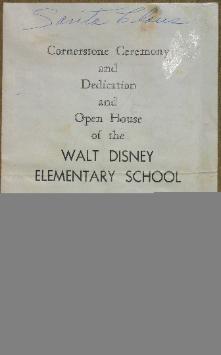 Santa Claus
Cornerstone Ceremony
and
Dedication
and
Open House
of the
WALT DISNEY
ELEMENTARY SCHOOL